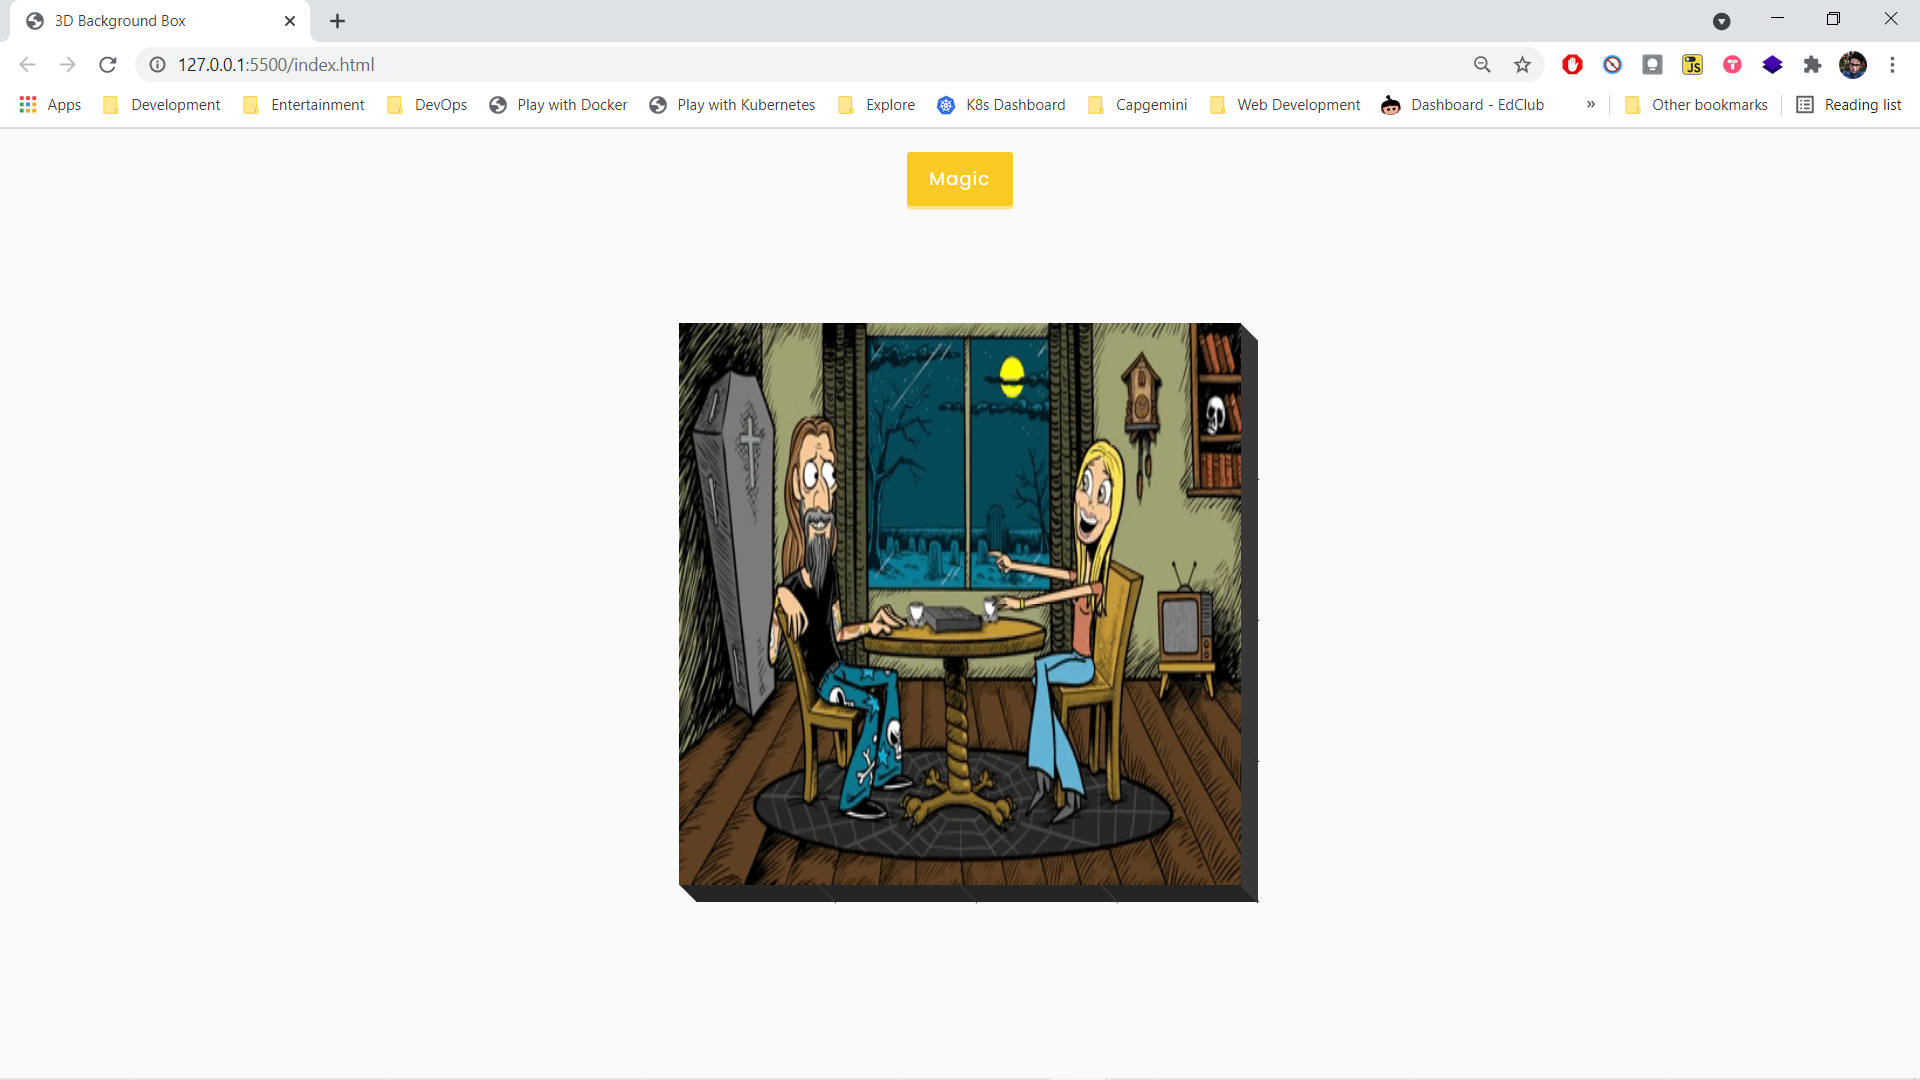 3D Background Box
127.0.0.1:5500/index.html
JS
Apps Development Entertainment DevOps Play with Docker Play with Kubernetes Explore K8s Dashboard Capgemini Web Development Dashboard - EdClub » Other bookmarks Reading list
Magic